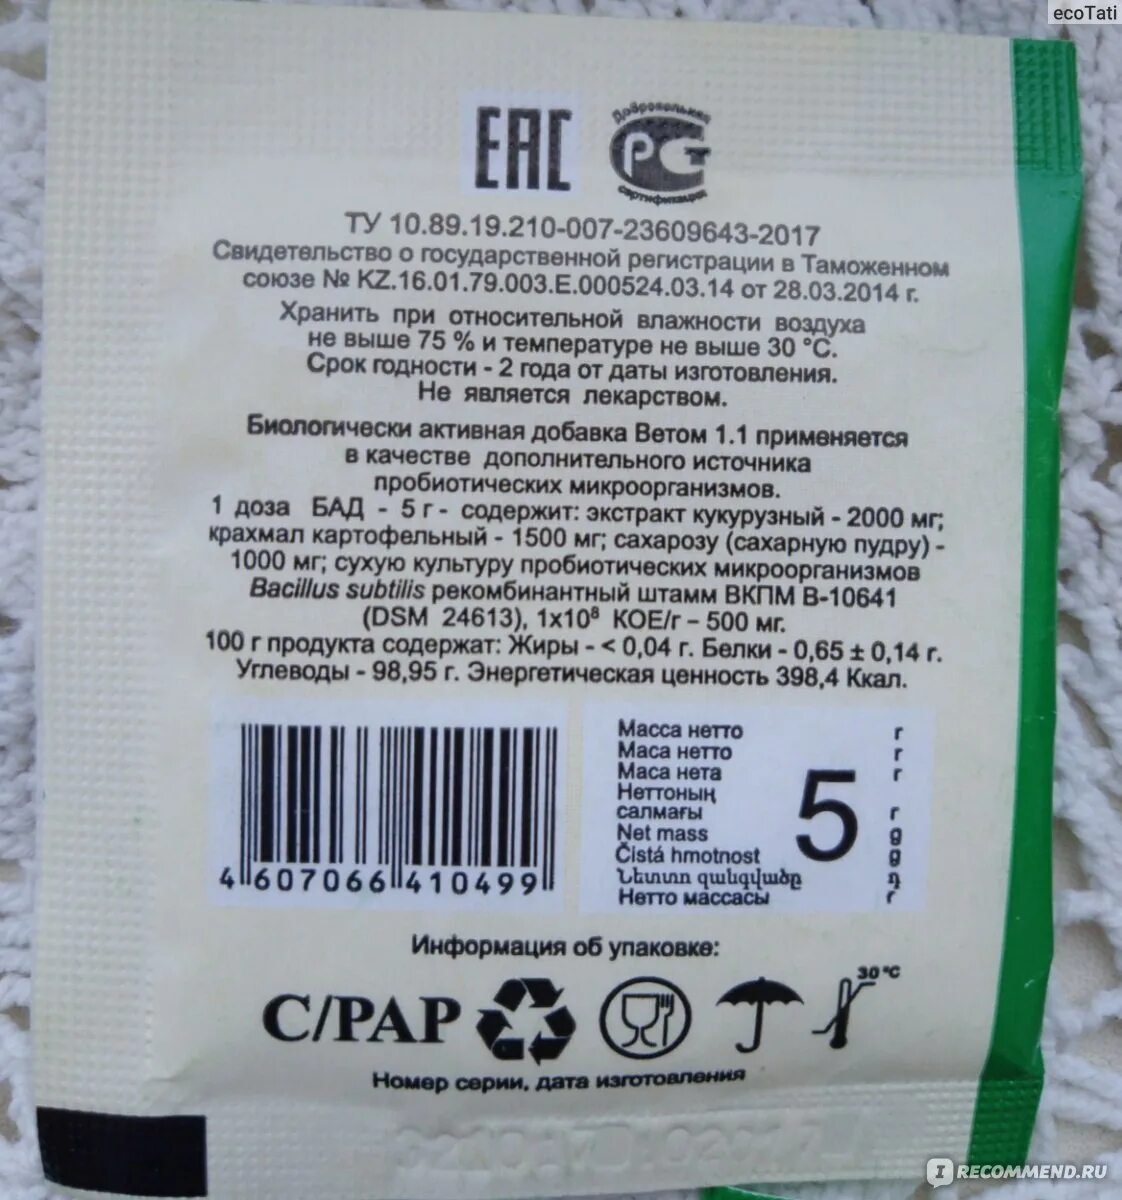 ecoTati
ЕАС
Добровольная
РСТ
сертификация
ТУ 10.89.19.210-007-23609643-2017
Свидетельство о государственной регистрации в Таможенном
союзе № KZ.16.01.79.003.Е.000524.03.14 от 28.03.2014 г.
Хранить при относительной влажности воздуха
не выше 75 % и температуре не выше 30 °С.
Срок годности - 2 года от даты изготовления.
Не является лекарством.
Биологически активная добавка Ветом 1.1 применяется
в качестве дополнительного источника
пробиотических микроорганизмов.
1 доза БАД - 5 г - содержит: экстракт кукурузный - 2000 мг;
крахмал картофельный - 1500 мг; сахарозу (сахарную пудру) -
1000 мг; сухую культуру пробиотических микроорганизмов
Bacillus subtilis рекомбинантный штамм ВКПМ В-10641
(DSM 24613), 1x10⁸ КОЕ/г – 500 мг.
100 г продукта содержат: Жиры - < 0,04 г. Белки - 0,65 ± 0,14 г.
Углеводы - 98,95 г. Энергетическая ценность 398,4 Ккал.
4 607066 410499
Масса нетто г
Маса нетто г
Маса нета г
Неттоның
салмағы г
5
Net mass g
Čistá hmotnost g
Նետտո զանգվածը գ
Нетто массасы г
Информация об упаковке:
C/PAP
30 °C
Номер серии, дата изготовления
IRECOMMEND.RU